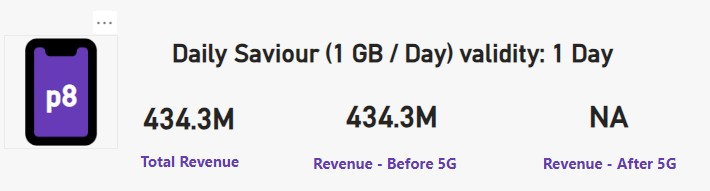 ...
p8
Daily Saviour (1 GB / Day) validity: 1 Day
434.3M
434.3M
NA
Total Revenue
Revenue - Before 5G
Revenue - After 5G